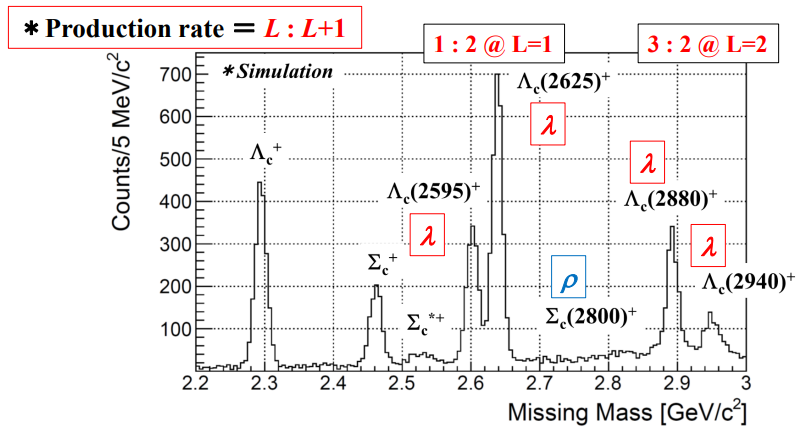 * Production rate = L : L+1
1 : 2 @ L=1
3 : 2 @ L=2
* Simulation
Counts/5 MeV/c²
700
600
500
400
300
200
100
Λc⁺
Σc⁺
Σc*⁺
Λc(2595)⁺
λ
Λc(2625)⁺
λ
ρ
Σc(2800)⁺
λ
Λc(2880)⁺
λ
Λc(2940)⁺
2.2 2.3 2.4 2.5 2.6 2.7 2.8 2.9 3
Missing Mass [GeV/c²]